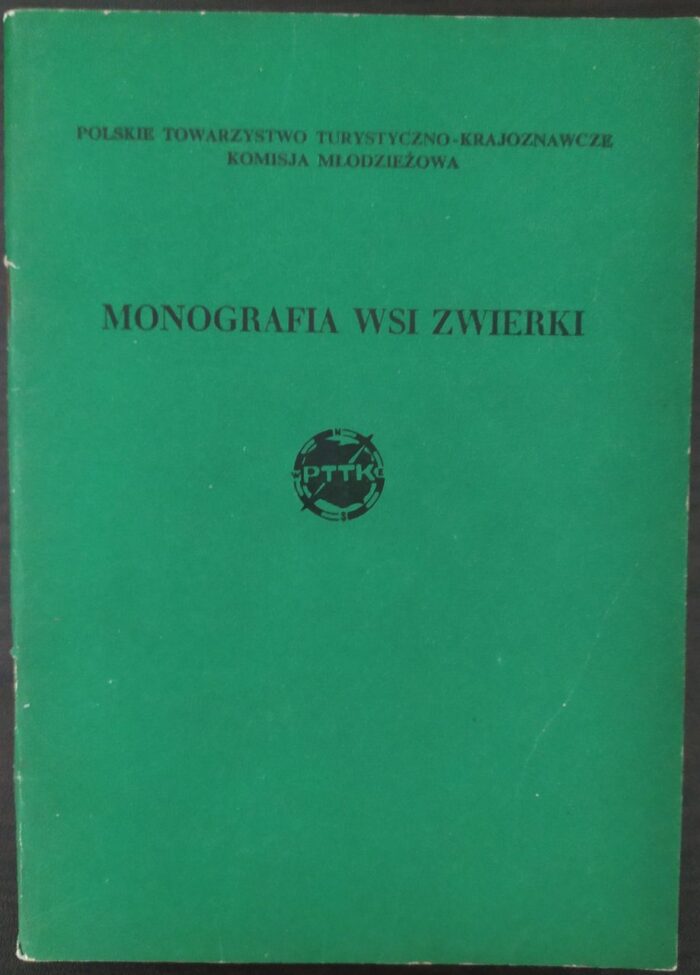 POLSKIE TOWARZYSTWO TURYSTYCZNO-KRAJOZNAWCZE
KOMISJA MŁODZIEŻOWA
MONOGRAFIA WSI ZWIERKI
N
W PTTK E
S